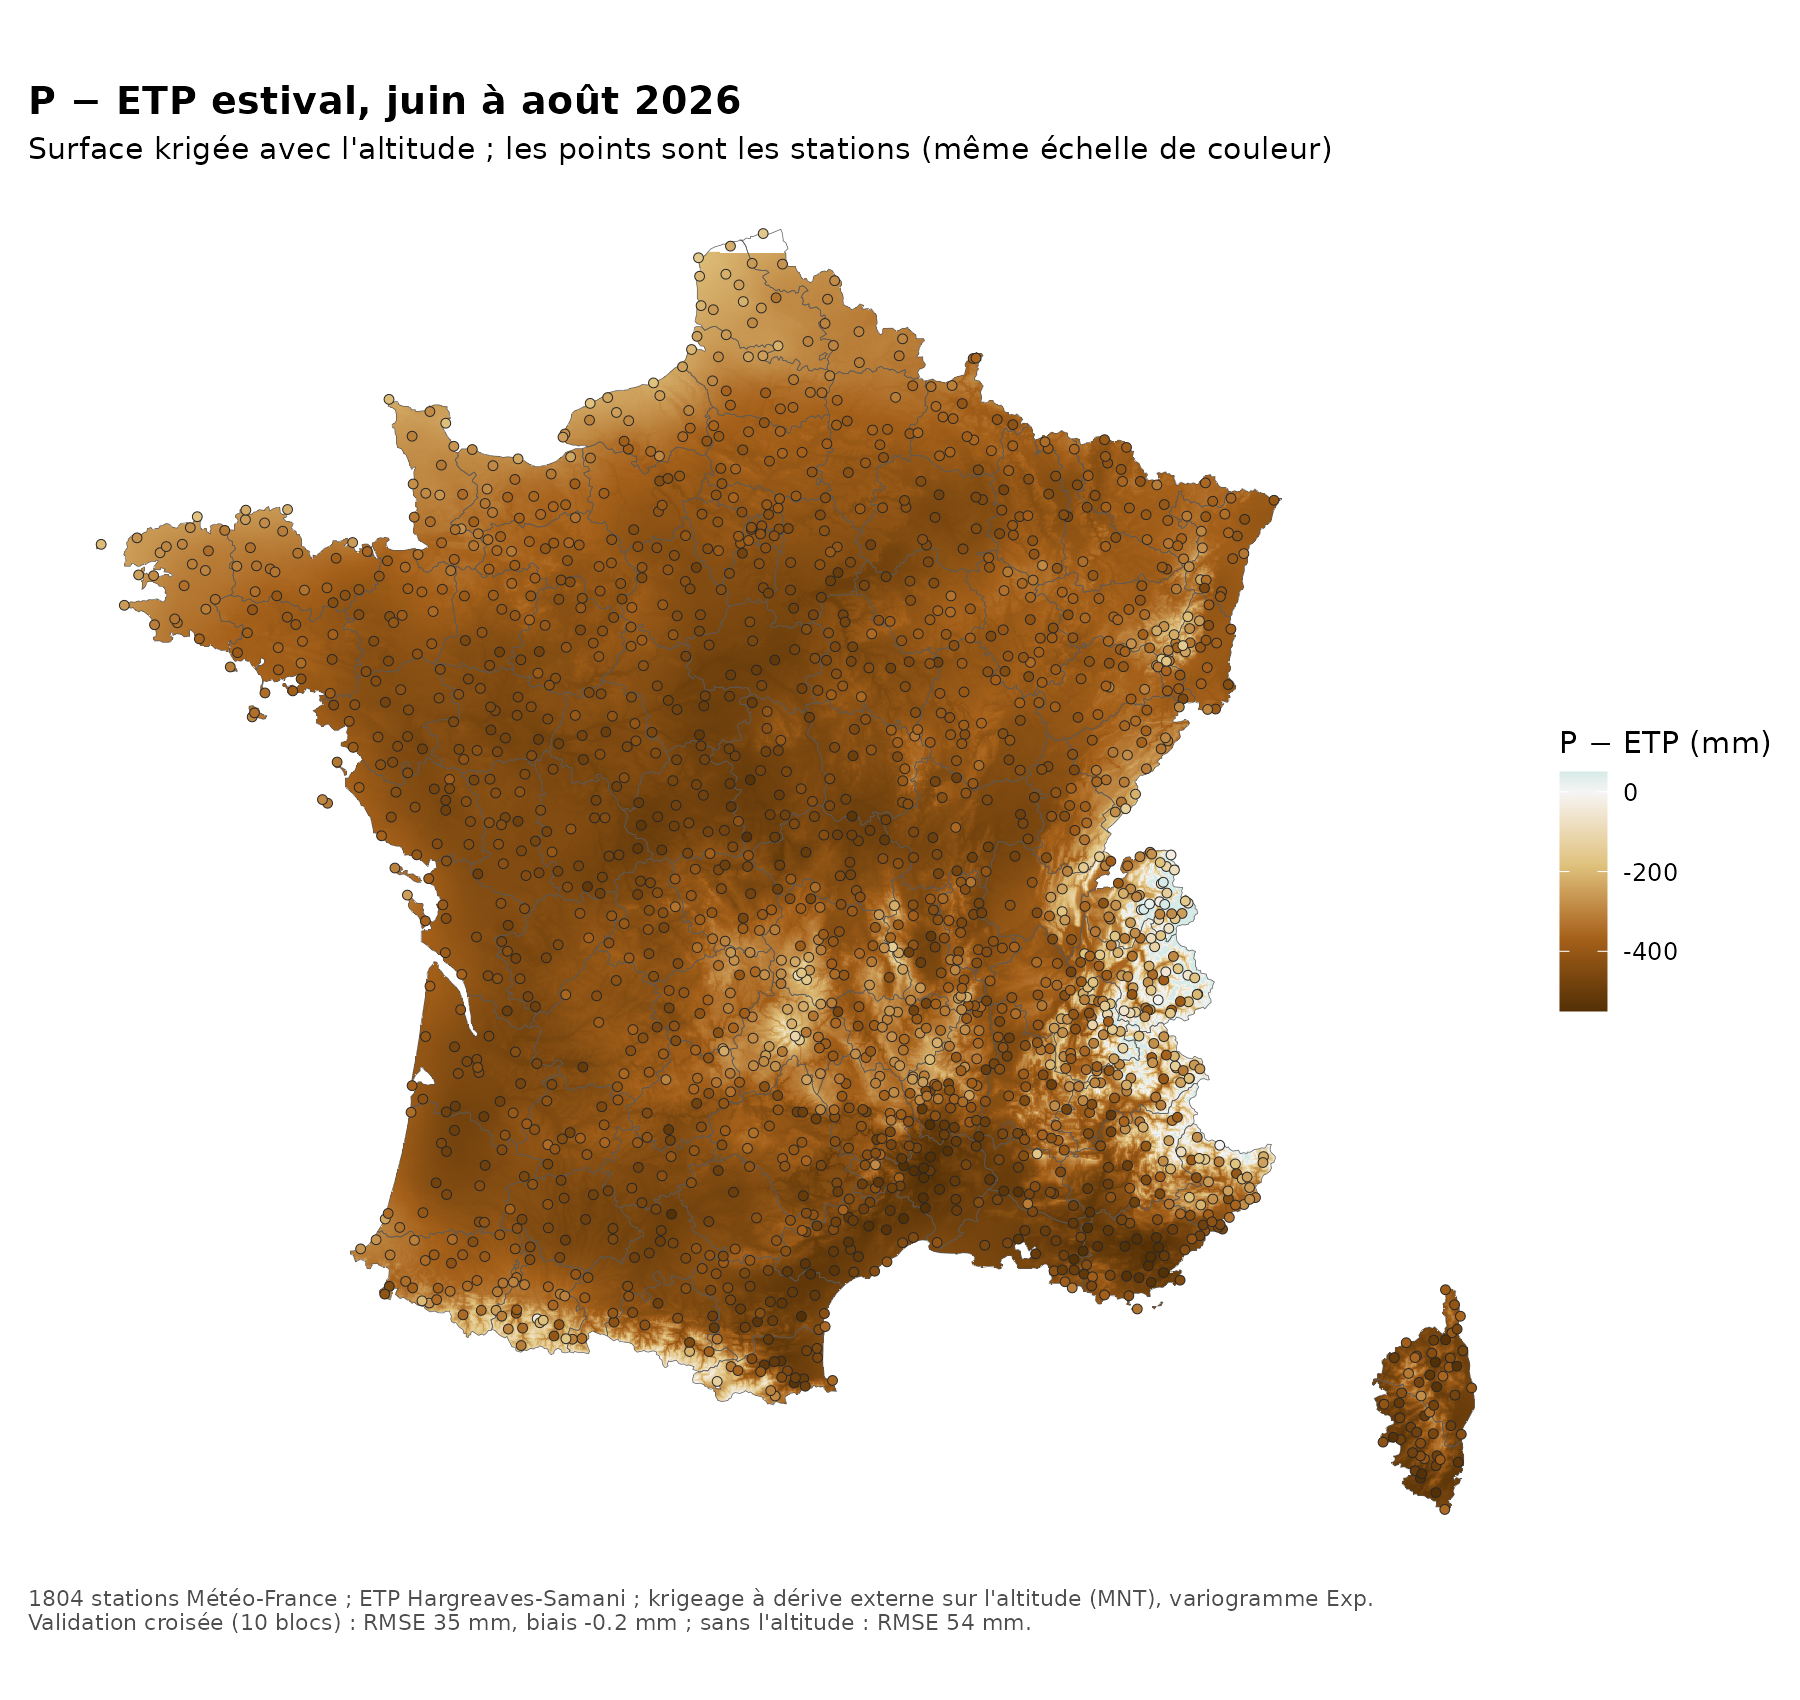 P − ETP estival, juin à août 2026
Surface krigée avec l'altitude ; les points sont les stations (même échelle de couleur)
P − ETP (mm)
0
-200
-400
1804 stations Météo-France ; ETP Hargreaves-Samani ; krigeage à dérive externe sur l'altitude (MNT), variogramme Exp.
Validation croisée (10 blocs) : RMSE 35 mm, biais -0.2 mm ; sans l'altitude : RMSE 54 mm.